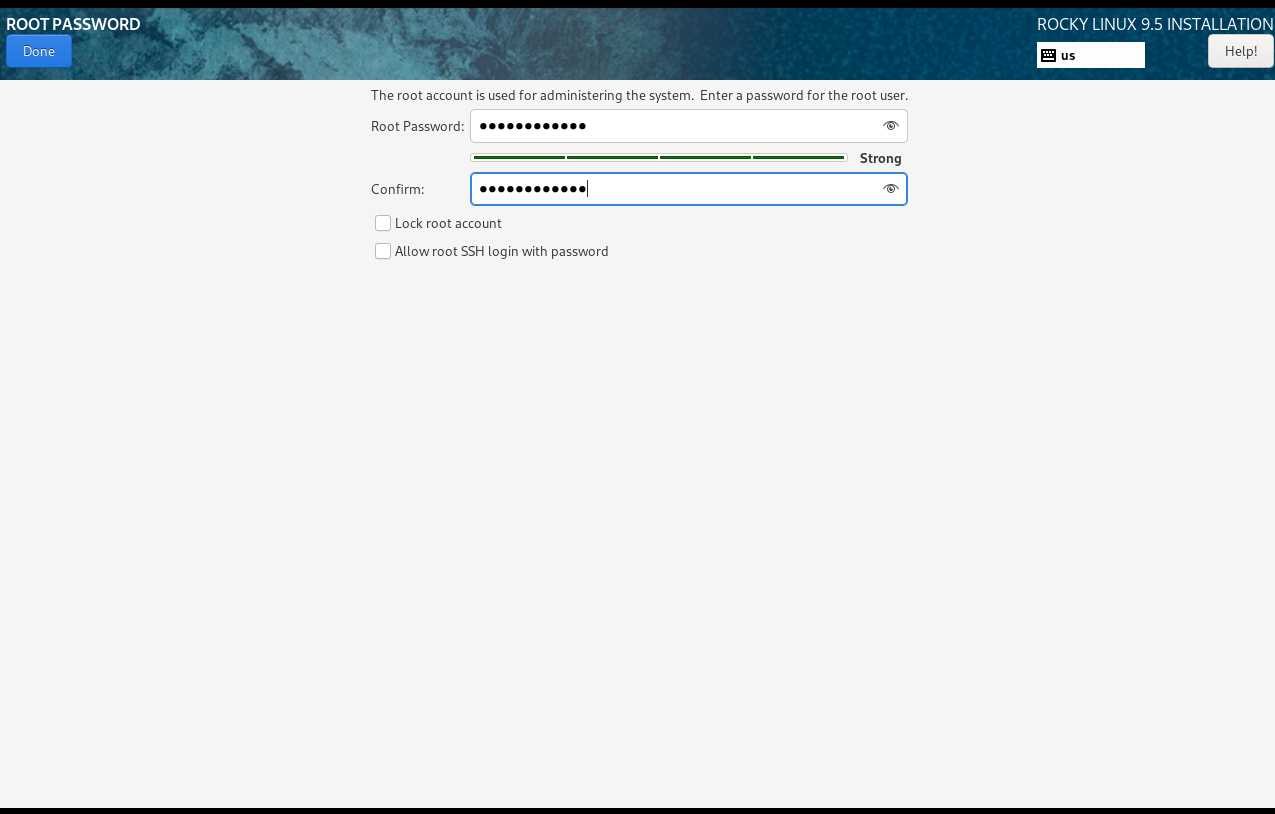 ROOT PASSWORD
ROCKY LINUX 9.5 INSTALLATION
Done
us
Help!
The root account is used for administering the system.  Enter a password for the root user.
Root Password: ●●●●●●●●●●●●
Strong
Confirm: ●●●●●●●●●●●●
Lock root account
Allow root SSH login with password